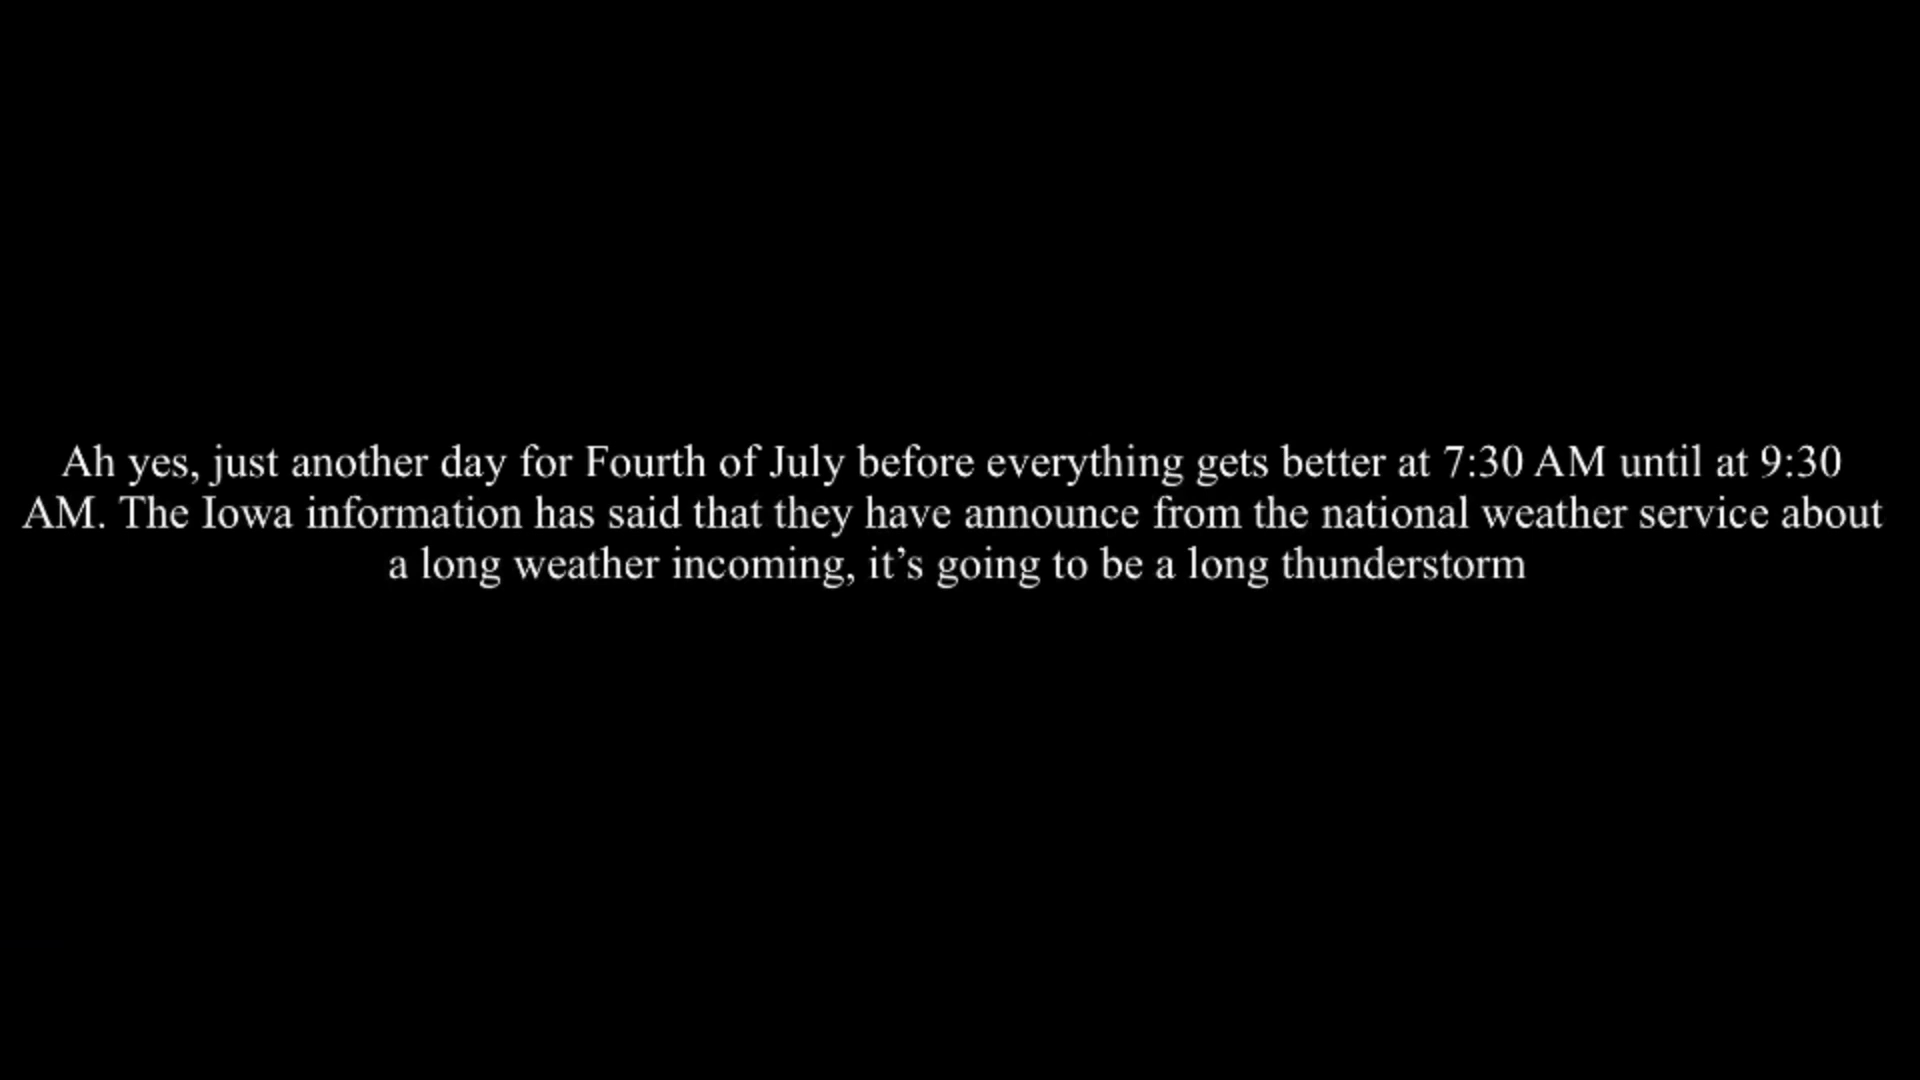 Ah yes, just another day for Fourth of July before everything gets better at 7:30 AM until at 9:30
AM. The Iowa information has said that they have announce from the national weather service about
a long weather incoming, it’s going to be a long thunderstorm